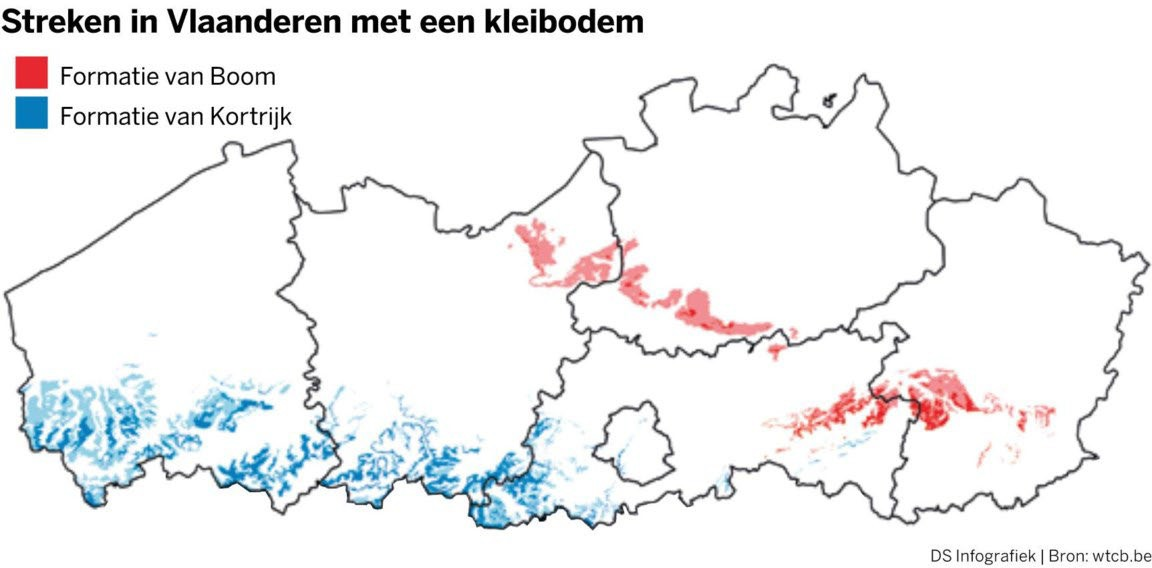 Streken in Vlaanderen met een kleibodem
Formatie van Boom
Formatie van Kortrijk
DS Infografiek | Bron: wtcb.be